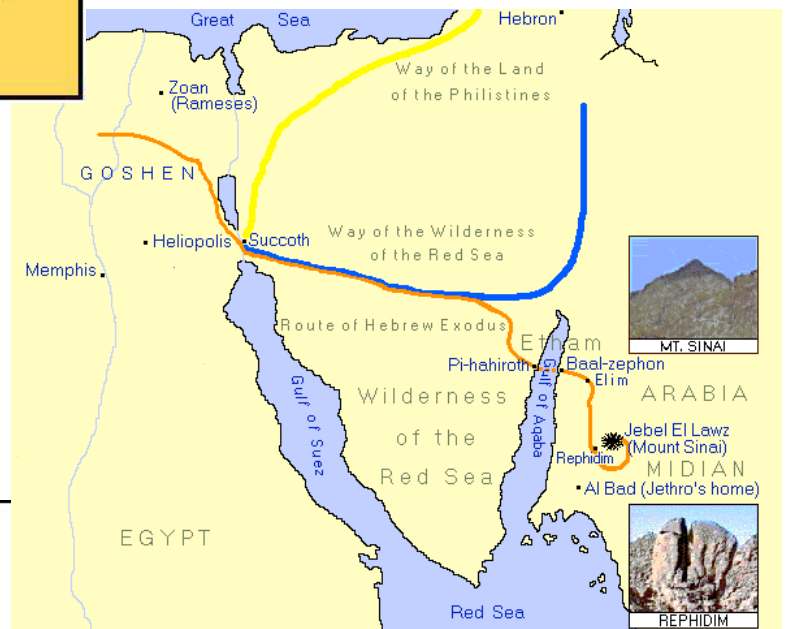 Great Sea
Hebron
Way of the Land
of the Philistines
Zoan
(Rameses)
GOSHEN
Way of the Wilderness
of the Red Sea
Heliopolis
Succoth
Memphis
Route of Hebrew Exodus
Etham
MT. SINAI
Pi-hahiroth
Baal-zephon
Elim
Gulf of Suez
Gulf of Aqaba
Wilderness
of the
Red Sea
ARABIA
Jebel El Lawz
(Mount Sinai)
Rephidim
MIDIAN
Al Bad (Jethro's home)
EGYPT
Red Sea
REPHIDIM